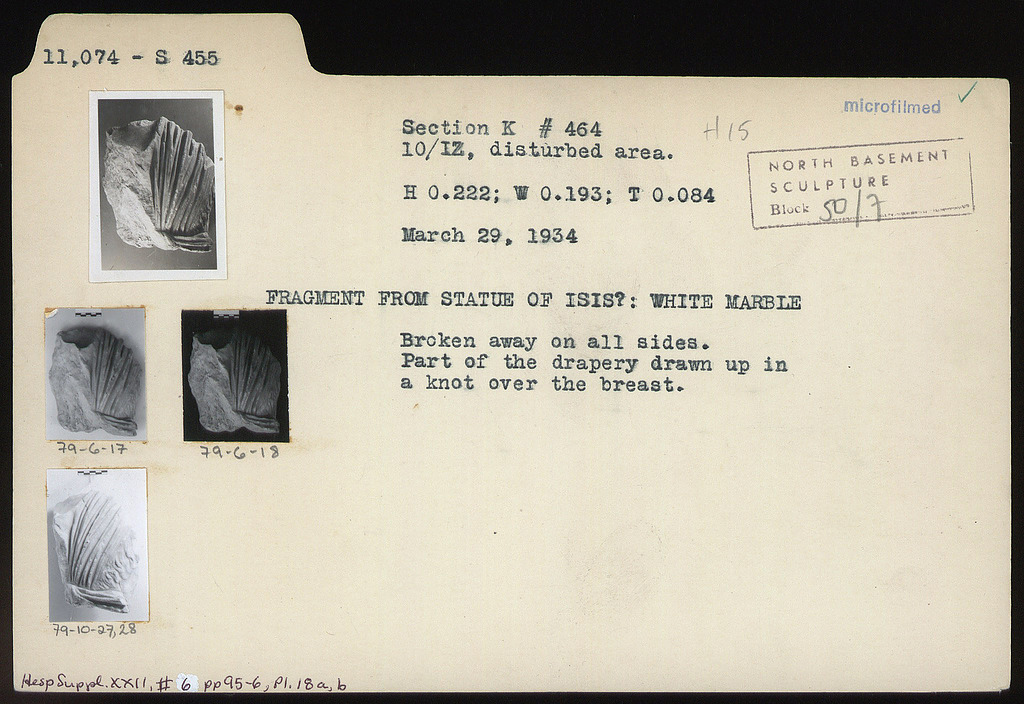 11,074 - S 455
microfilmed ✓
Section K # 464
H 15
10/IZ, disturbed area.
NORTH BASEMENT
SCULPTURE
Block 50/7
H 0.222; W 0.193; T 0.084
March 29, 1934
FRAGMENT FROM STATUE OF ISIS?: WHITE MARBLE
Broken away on all sides.
Part of the drapery drawn up in
a knot over the breast.
79-6-17
79-6-18
79-10-27,28
Hesp Suppl. XXII, # 6 pp 95-6, Pl. 18 a, b